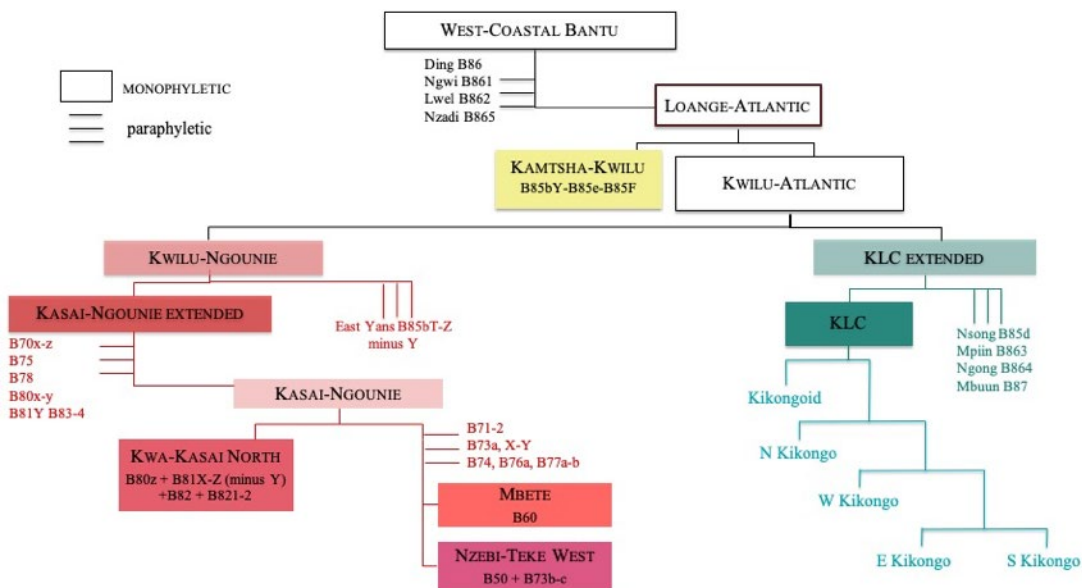 WEST-COASTAL BANTU
Ding B86
Ngwi B861
Lwel B862
Nzadi B865
MONOPHYLETIC
paraphyletic
LOANGE-ATLANTIC
KAMTSHA-KWILU
B85bY-B85e-B85F
KWILU-ATLANTIC
KWILU-NGOUNIE
KLC EXTENDED
KASAI-NGOUNIE EXTENDED
East Yans B85bT-Z
minus Y
KLC
Nsong B85d
Mpiin B863
Ngong B864
Mbuun B87
B70x-z
B75
B78
B80x-y
B81Y B83-4
KASAI-NGOUNIE
Kikongoid
KWA-KASAI NORTH
B80z + B81X-Z (minus Y)
+B82 + B821-2
B71-2
B73a, X-Y
B74, B76a, B77a-b
N Kikongo
MBETE
B60
W Kikongo
NZEBI-TEKE WEST
B50 + B73b-c
E Kikongo
S Kikongo